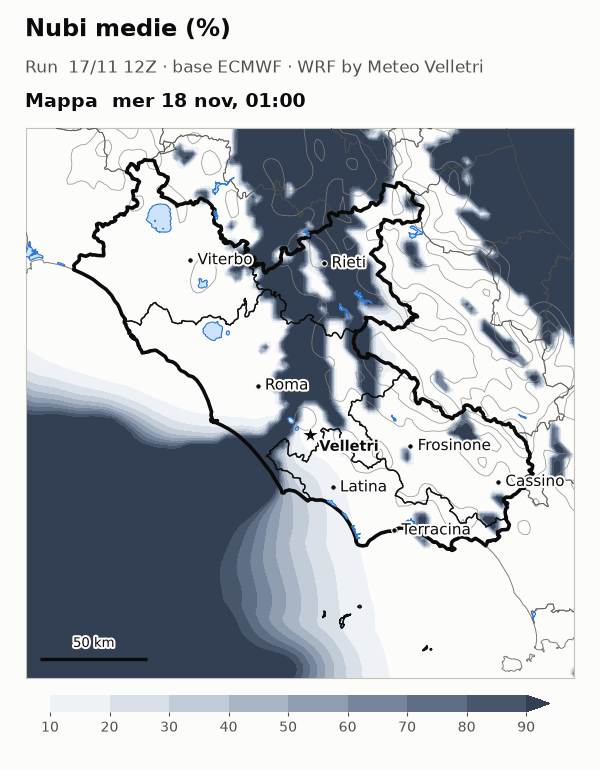 Nubi medie (%)
Run  17/11 12Z · base ECMWF · WRF by Meteo Velletri
Mappa  mer 18 nov, 01:00
Viterbo
Rieti
Roma
Velletri
Frosinone
Cassino
Latina
Terracina
50 km
10 20 30 40 50 60 70 80 90